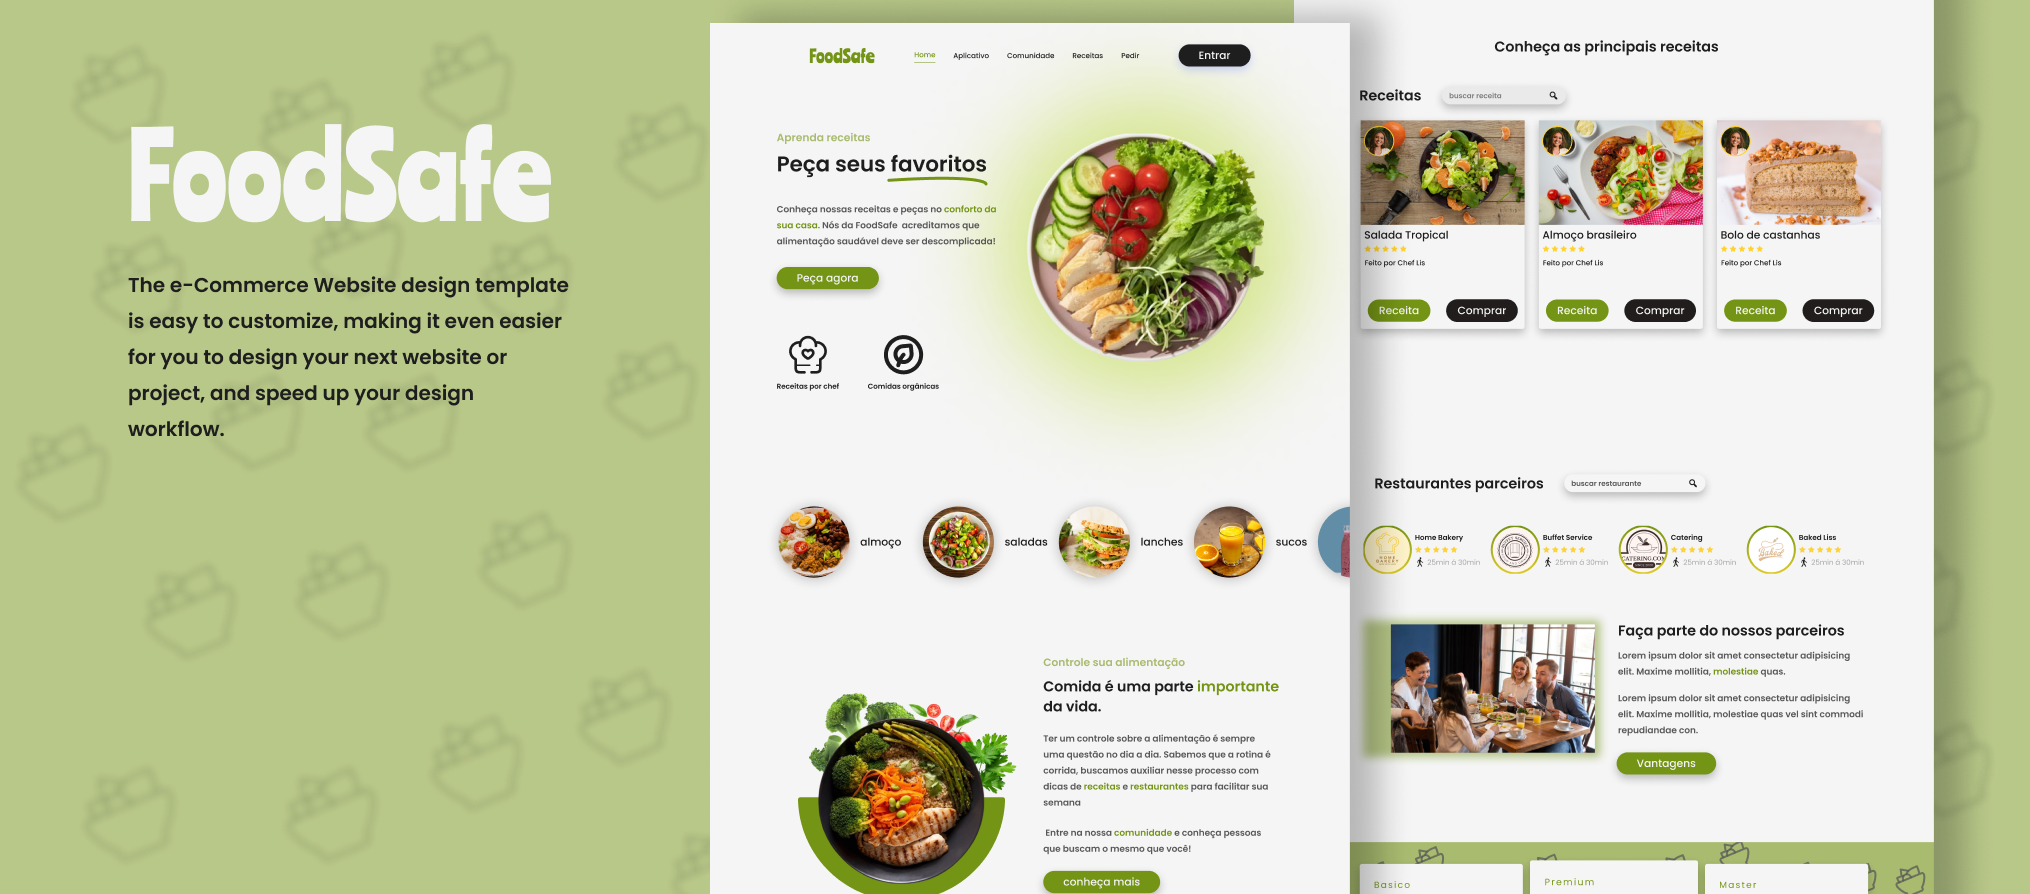 FoodSafe
The e-Commerce Website design template
is easy to customize, making it even easier
for you to design your next website or
project, and speed up your design
workflow.
FoodSafe
Home Aplicativo Comunidade Receitas Pedir Entrar
Aprenda receitas
Peça seus favoritos
Conheça nossas receitas e peças no conforto da
sua casa. Nós da FoodSafe acreditamos que
alimentação saudável deve ser descomplicada!
Peça agora
Receitas por chef Comidas orgânicas
almoço saladas lanches sucos
Controle sua alimentação
Comida é uma parte importante
da vida.
Ter um controle sobre a alimentação é sempre
uma questão no dia a dia. Sabemos que a rotina é
corrida, buscamos auxiliar nesse processo com
dicas de receitas e restaurantes para facilitar sua
semana
Entre na nossa comunidade e conheça pessoas
que buscam o mesmo que você!
conheça mais
Conheça as principais receitas
Receitas buscar receita
Salada Tropical Almoço brasileiro Bolo de castanhas
Feito por Chef Lis Feito por Chef Lis Feito por Chef Lis
Receita Comprar Receita Comprar Receita Comprar
Restaurantes parceiros buscar restaurante
Home Bakery Buffet Service Catering Baked Liss
25min á 30min 25min á 30min 25min á 30min 25min á 30min
HOME
BAKERY
CATERING.CON
Baked
Faça parte do nossos parceiros
Lorem ipsum dolor sit amet consectetur adipisicing
elit. Maxime mollitia, molestiae quas.
Lorem ipsum dolor sit amet consectetur adipisicing
elit. Maxime mollitia, molestiae quas vel sint commodi
repudiandae con.
Vantagens
Basico Premium Master